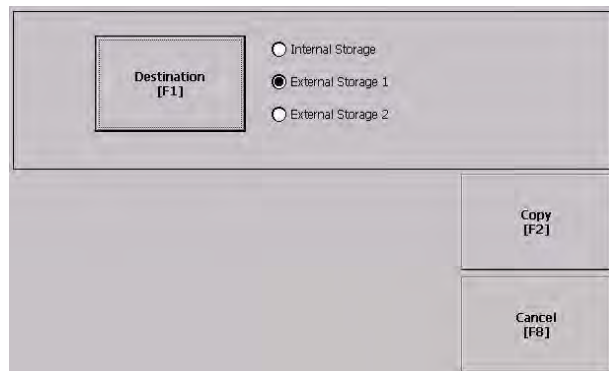 Destination
[F1]
Internal Storage
External Storage 1
External Storage 2
Copy
[F2]
Cancel
[F8]